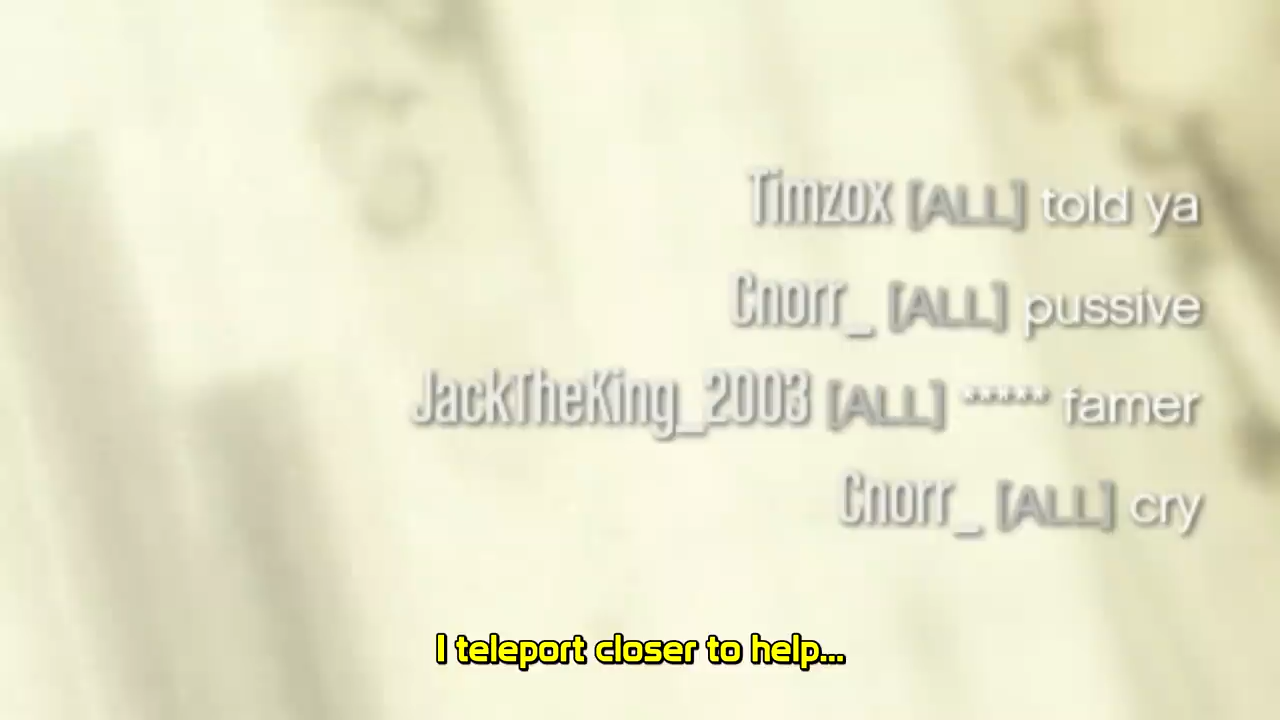 Timzox [ALL] told ya
Cnorr_ [ALL] pussive
JackTheKing_2003 [ALL] ***** famer
Cnorr_ [ALL] cry
I teleport closer to help...